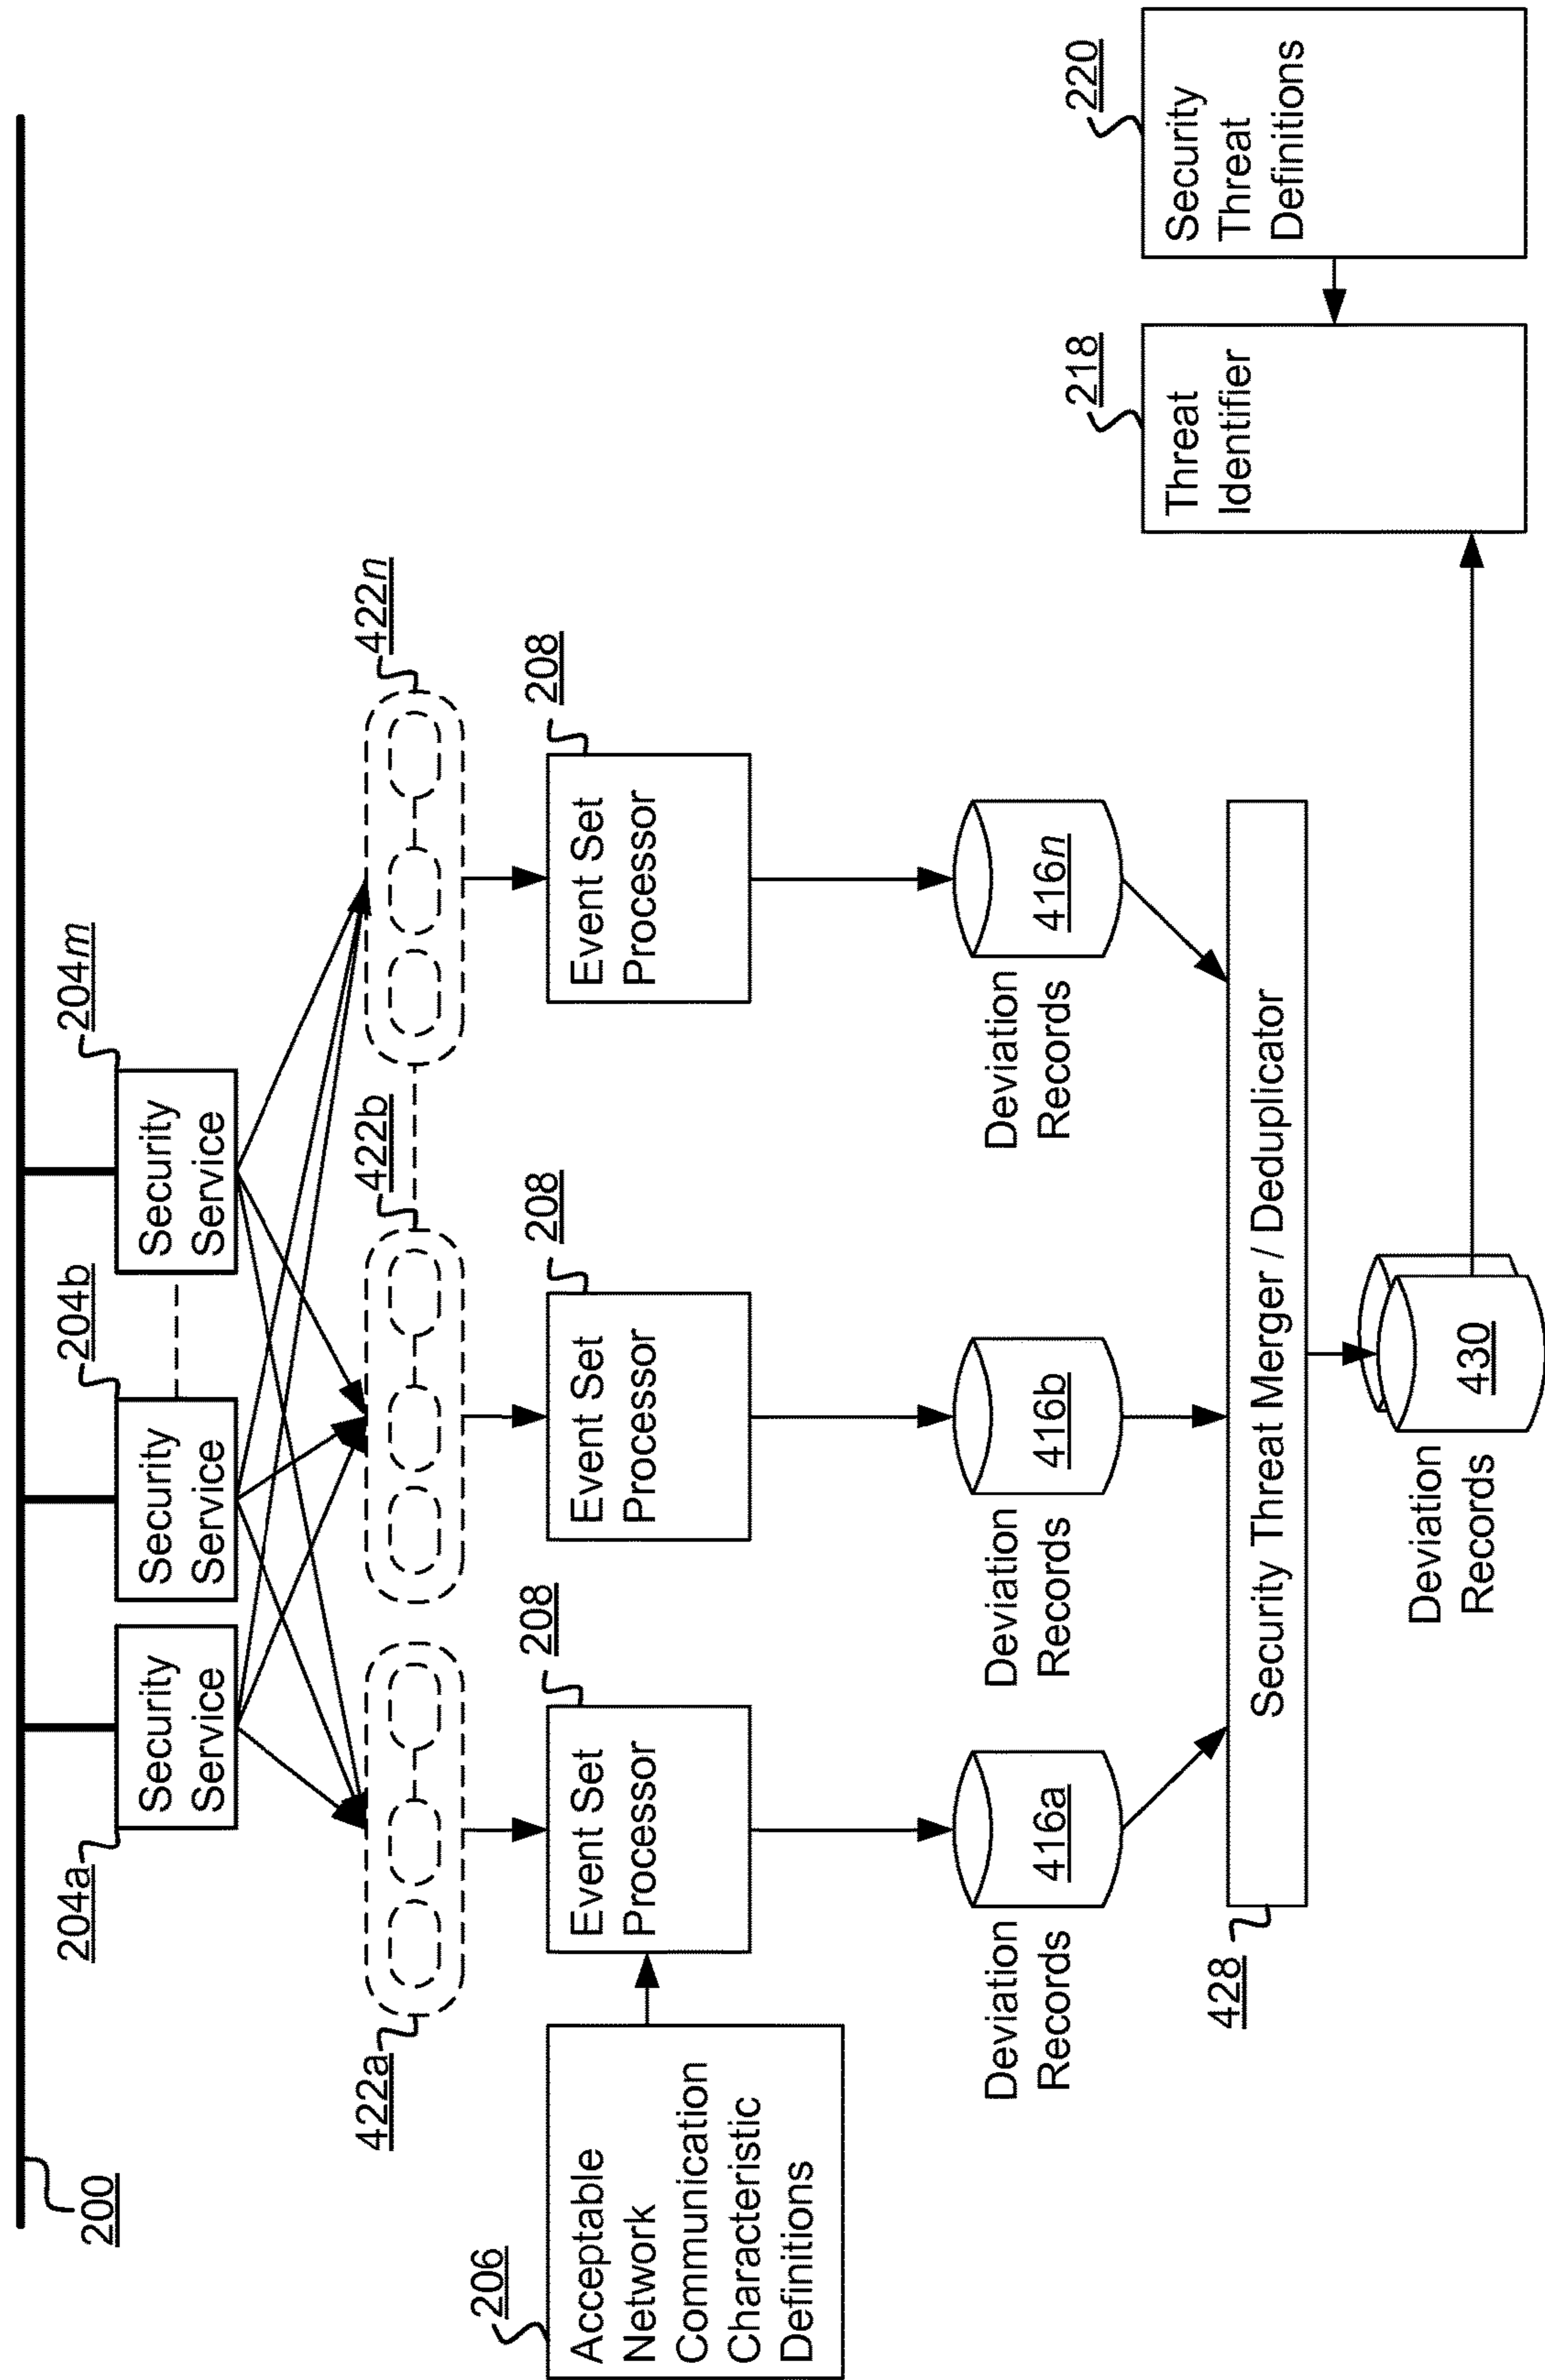 200
204a
204b
204m
Security
Service
Security
Service
Security
Service
422a
422b
422n
206
208
208
208
Acceptable
Network
Communication
Characteristic
Definitions
Event Set
Processor
Event Set
Processor
Event Set
Processor
Deviation
Records
416a
Deviation
Records
416b
Deviation
Records
416n
428
Security Threat Merger / Deduplicator
Deviation
Records
430
218
Threat
Identifier
220
Security
Threat
Definitions